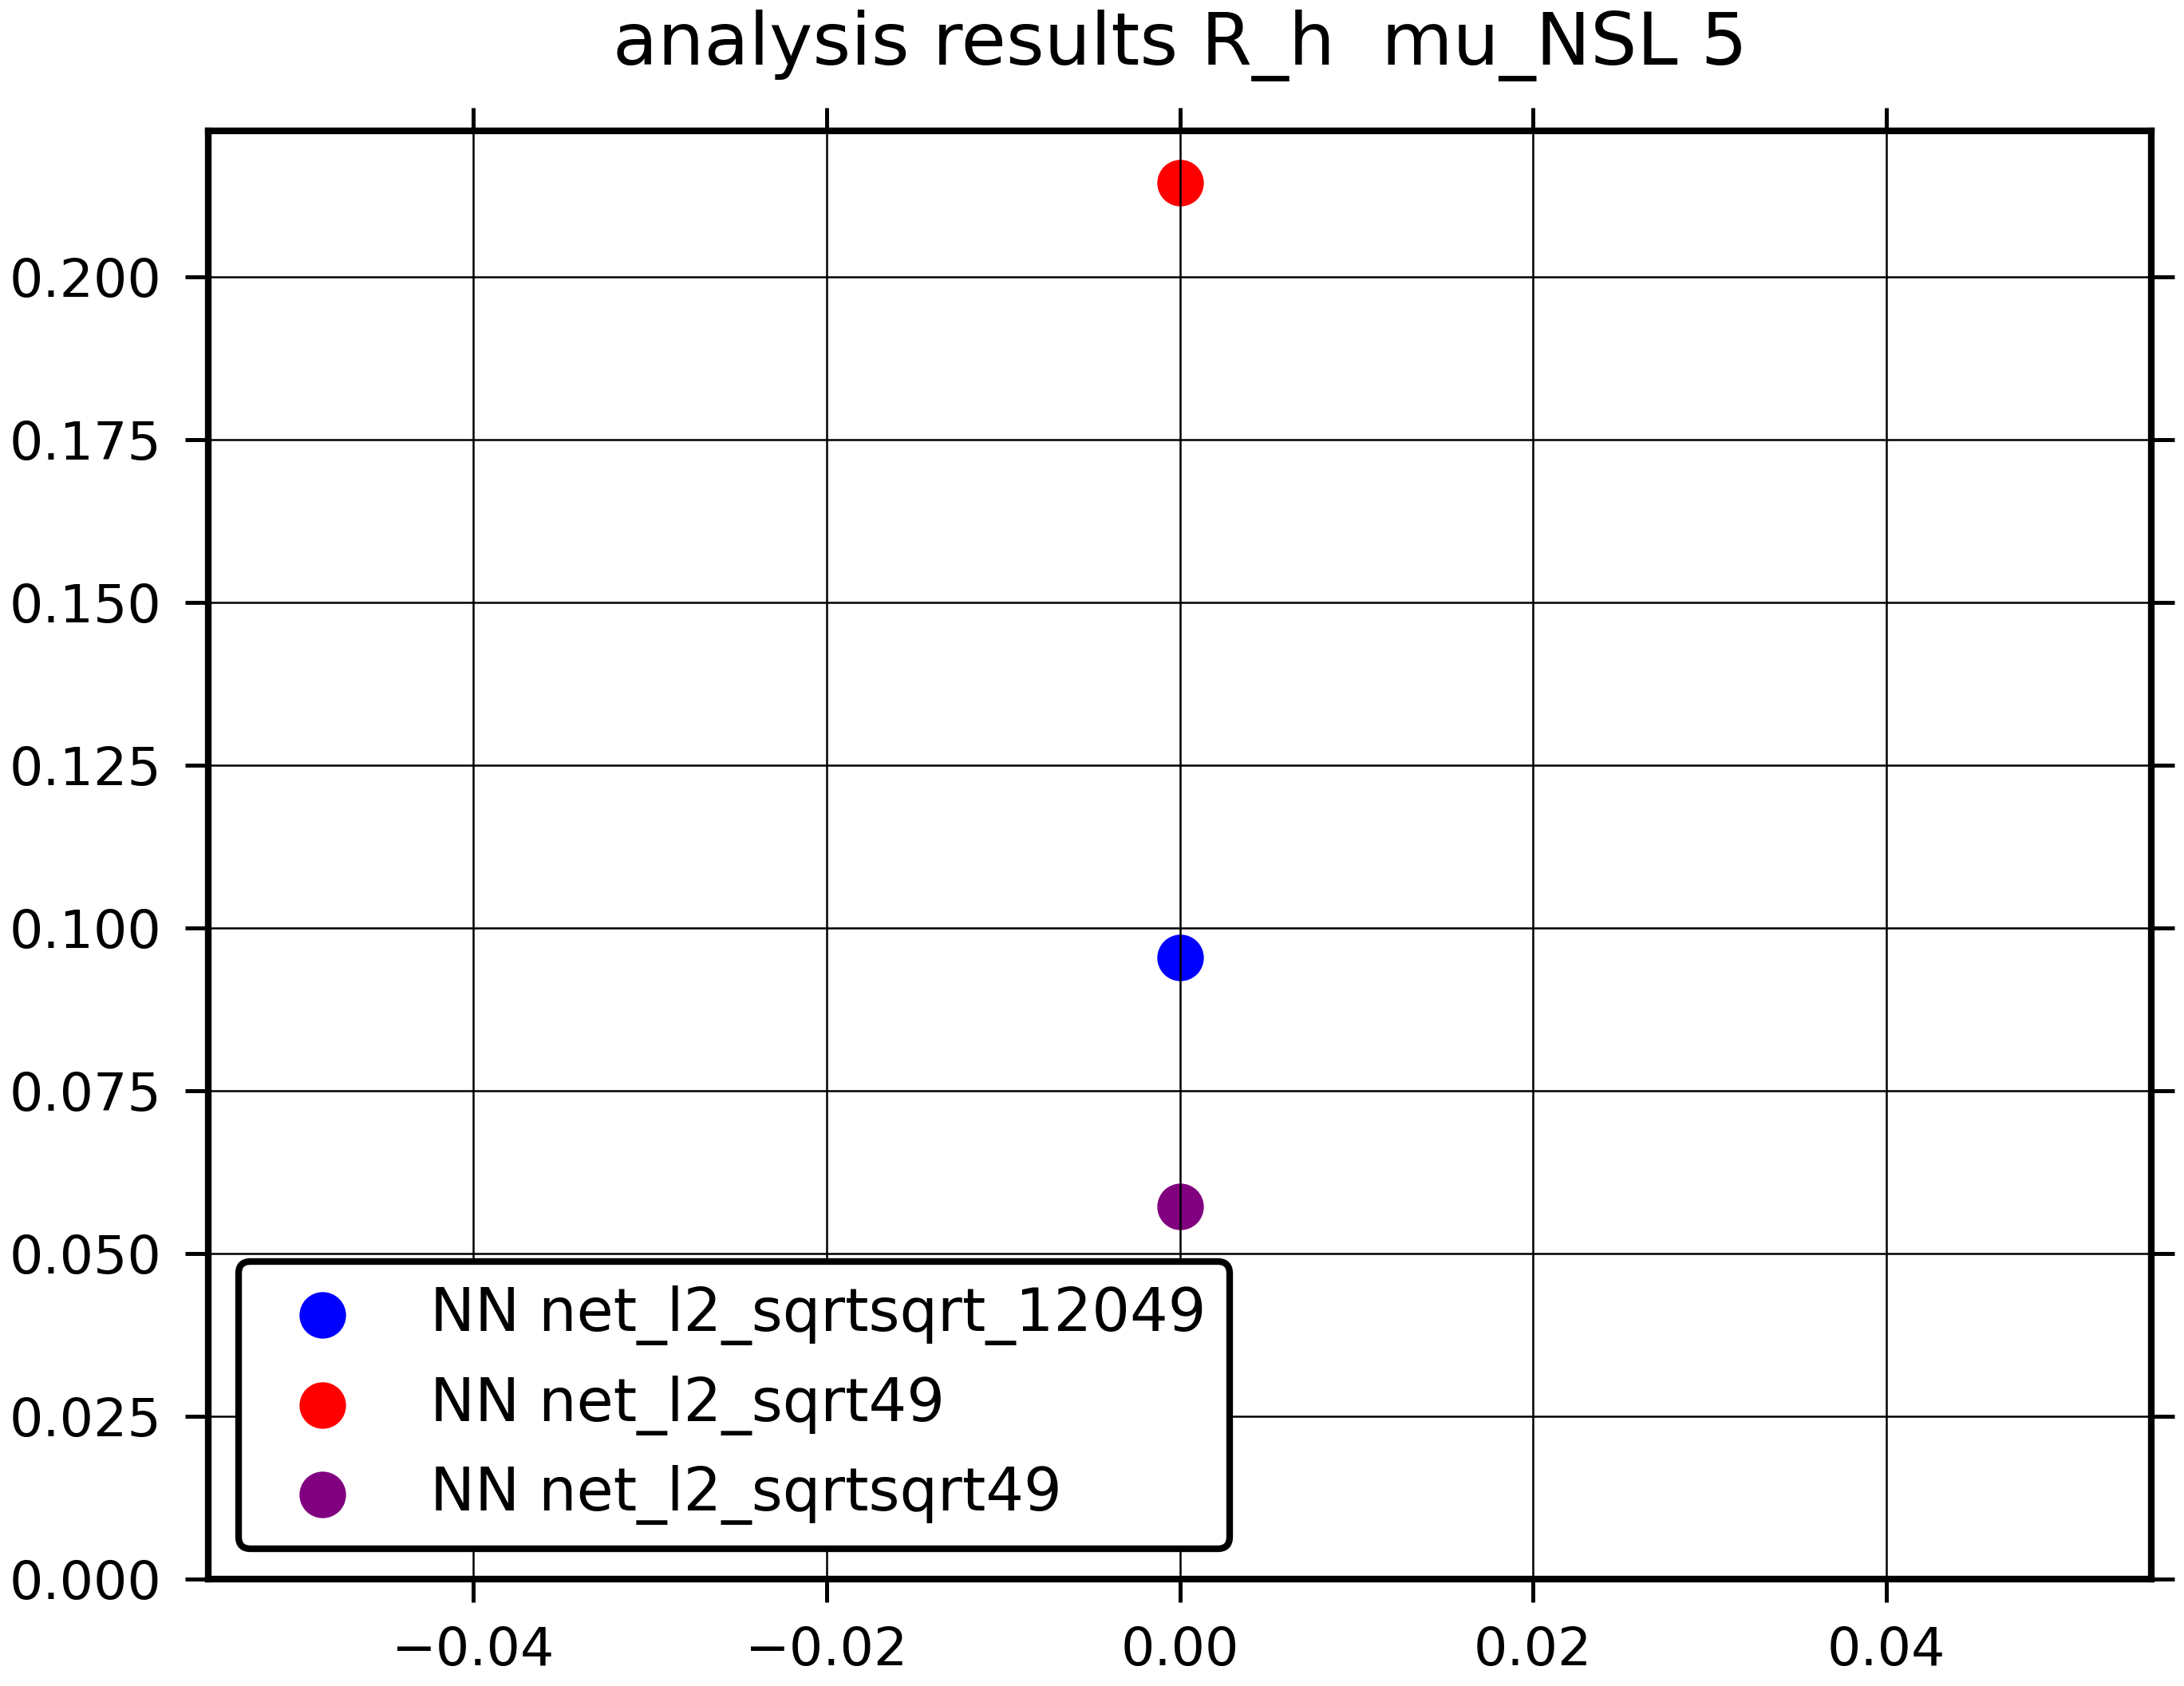 analysis results R_h  mu_NSL 5
0.200
0.175
0.150
0.125
0.100
0.075
0.050
0.025
0.000
NN net_l2_sqrtsqrt_12049
NN net_l2_sqrt49
NN net_l2_sqrtsqrt49
−0.04 −0.02 0.00 0.02 0.04